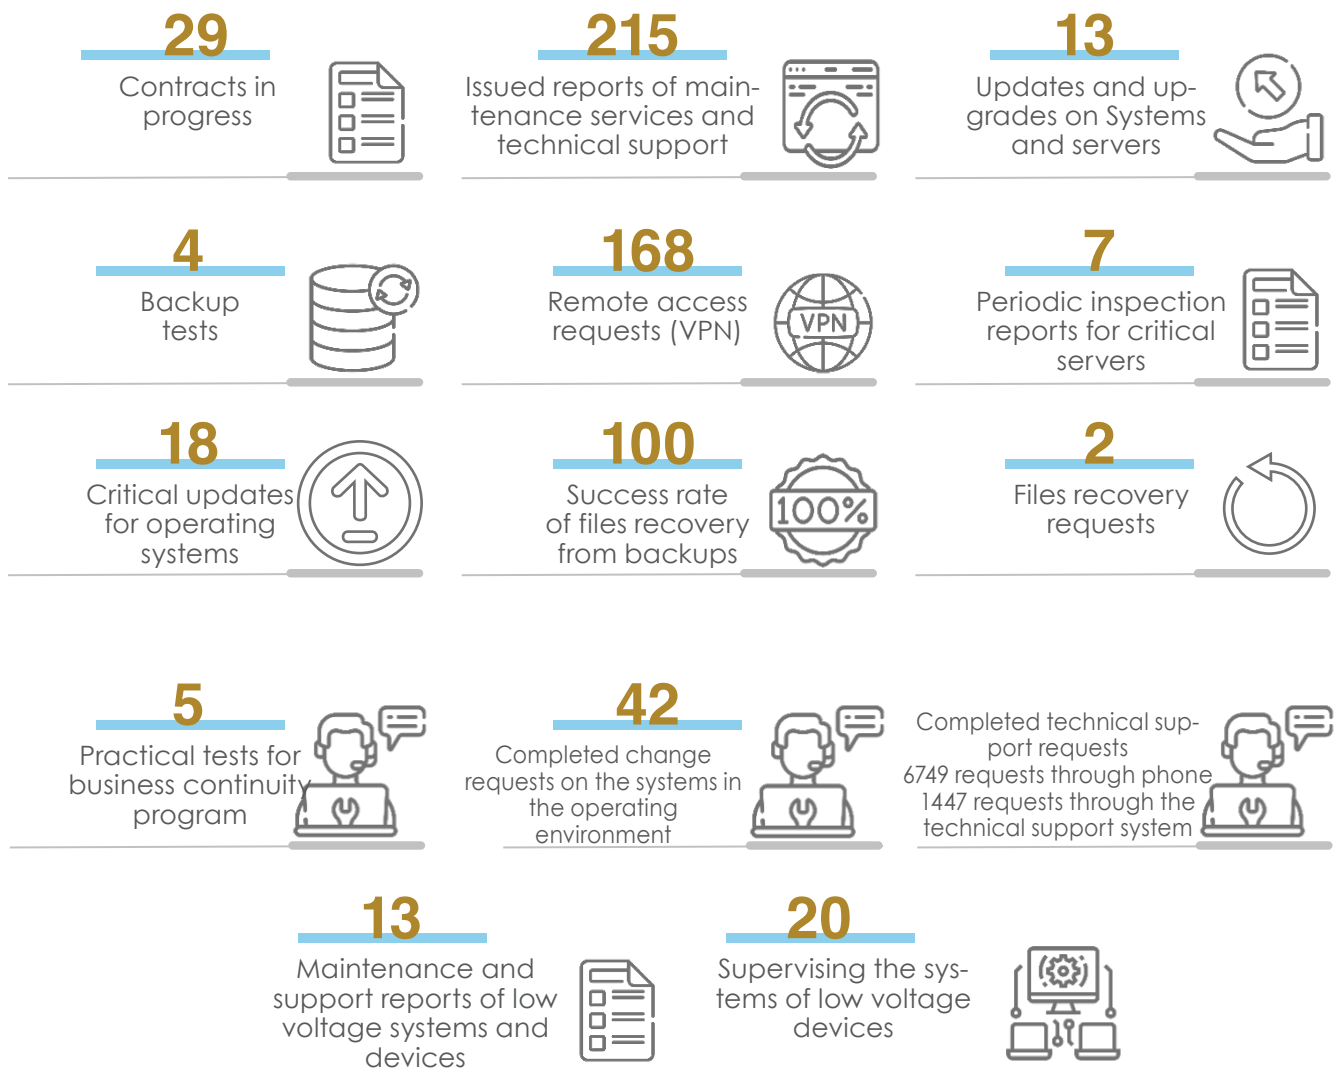 29
Contracts in
progress
215
Issued reports of main-
tenance services and
technical support
13
Updates and up-
grades on Systems
and servers
4
Backup
tests
168
Remote access
requests (VPN)
VPN
7
Periodic inspection
reports for critical
servers
18
Critical updates
for operating
systems
100
Success rate
of files recovery
from backups
100%
2
Files recovery
requests
5
Practical tests for
business continuity
program
42
Completed change
requests on the systems in
the operating
environment
Completed technical sup-
port requests
6749 requests through phone
1447 requests through the
technical support system
13
Maintenance and
support reports of low
voltage systems and
devices
20
Supervising the sys-
tems of low voltage
devices